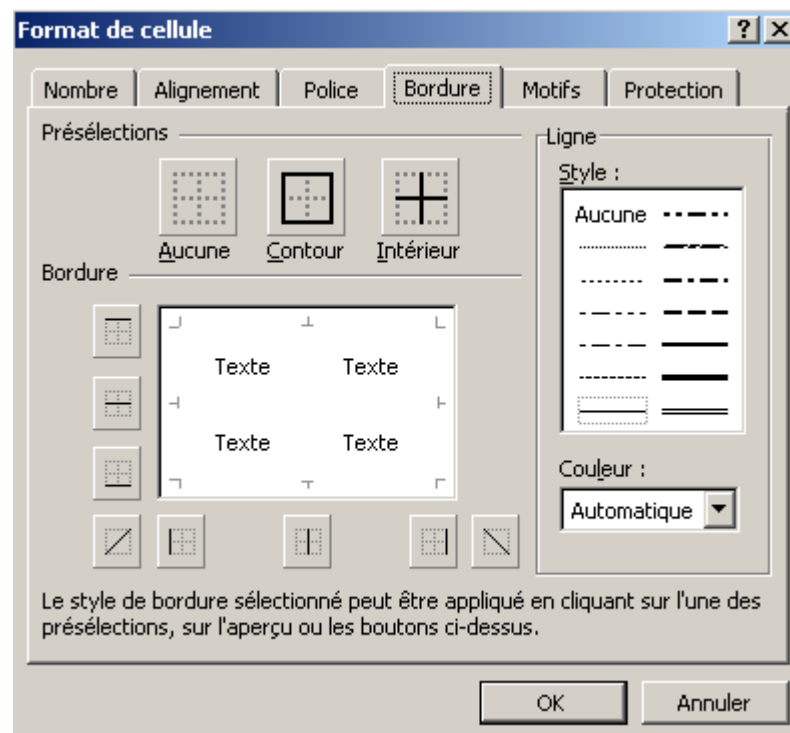 Format de cellule
Nombre Alignement Police Bordure Motifs Protection
Présélections
Aucune Contour Intérieur
Bordure
Texte Texte
Texte Texte
Ligne
Style :
Aucune
Couleur :
Automatique
Le style de bordure sélectionné peut être appliqué en cliquant sur l'une des
présélections, sur l'aperçu ou les boutons ci-dessus.
OK Annuler